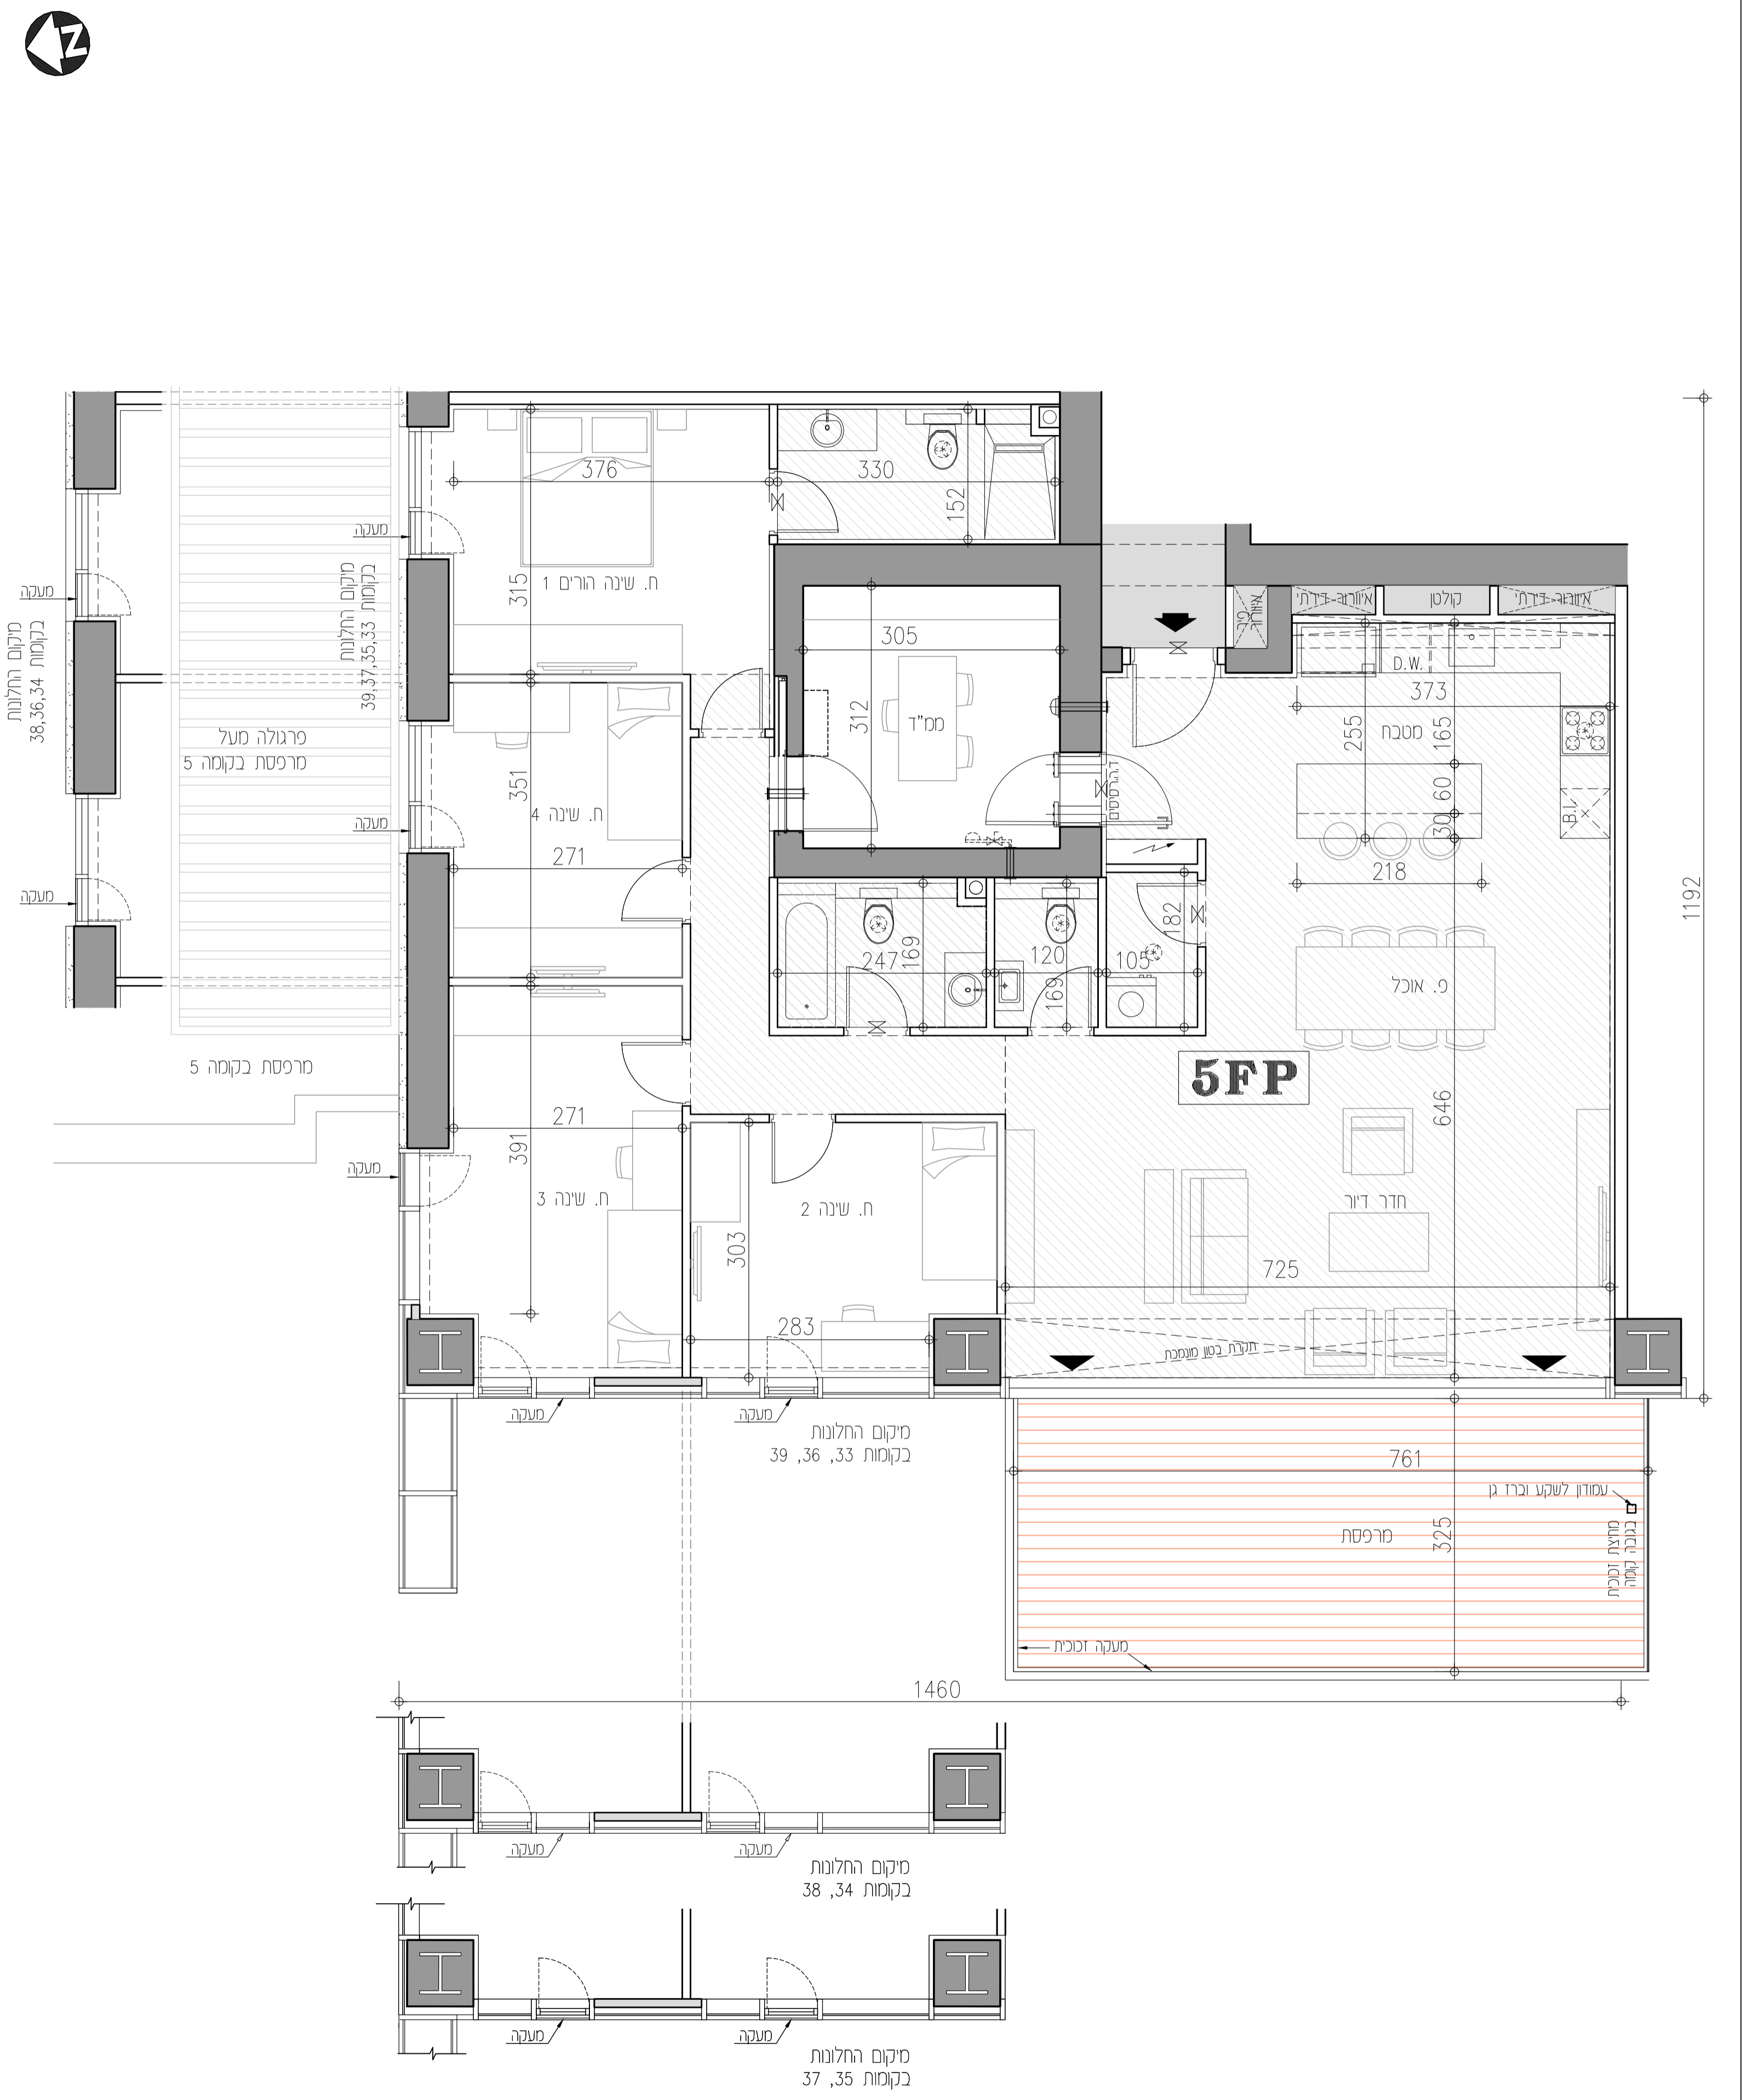 N
376
330
152
מעקה
ח. שינה הורים 1
315
מיקום החלונות
בקומות 39,37,35,33
מעקה
מיקום החלונות
בקומות 38,36,34
פרגולה מעל
מרפסת בקומה 5
305
312
ממ"ד
איוורור דירתי
קולטן
איוורור דירתי
D.W.
373
255
165
מטבח
60
30
B.I.
218
351
ח. שינה 4
מעקה
271
מעקה
1192
182
169
247
120
169
105
פ. אוכל
מרפסת בקומה 5
5FP
646
271
391
מעקה
ח. שינה 3
ח. שינה 2
303
חדר דיור
725
283
תקרת בטון מונמכת
מעקה
מעקה
מיקום החלונות
בקומות 33, 36, 39
761
עמודון לשקע וברז גן
מחיצת זכוכית
בגובה קומה
325
מרפסת
מעקה זכוכית
1460
מעקה
מעקה
מיקום החלונות
בקומות 34, 38
מעקה
מעקה
מיקום החלונות
בקומות 35, 37